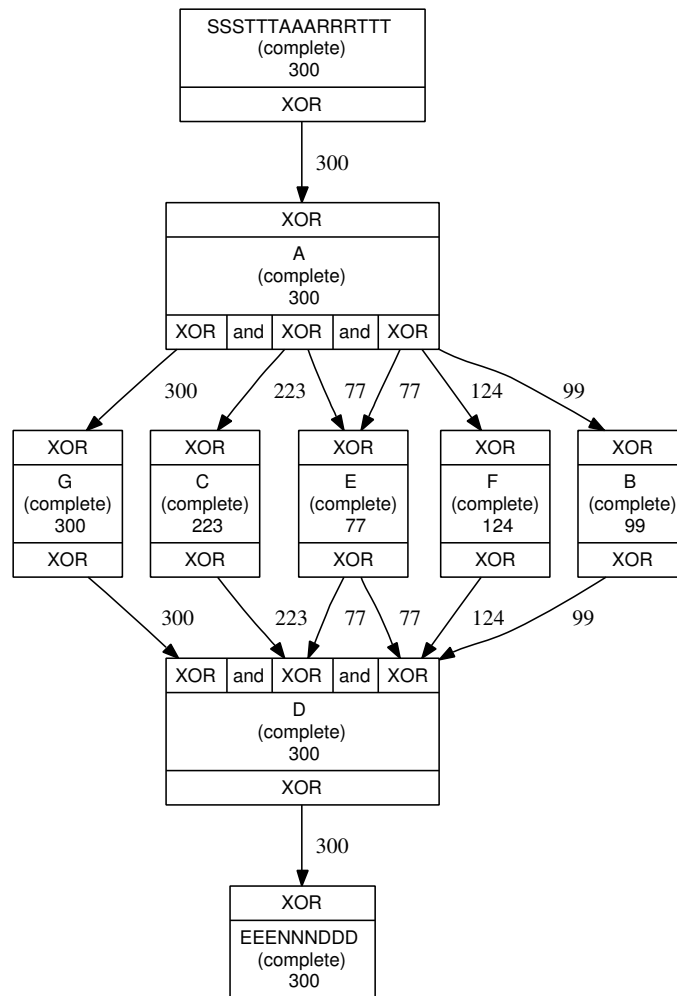 SSSTTTAAARRRTTT
(complete)
300
XOR
300
XOR
A
(complete)
300
XOR and XOR and XOR
300 223 77 77 124 99
XOR XOR XOR XOR XOR
G C E F B
(complete) (complete) (complete) (complete) (complete)
300 223 77 124 99
XOR XOR XOR XOR XOR
300 223 77 77 124 99
XOR and XOR and XOR
D
(complete)
300
XOR
300
XOR
EEENNNDDD
(complete)
300